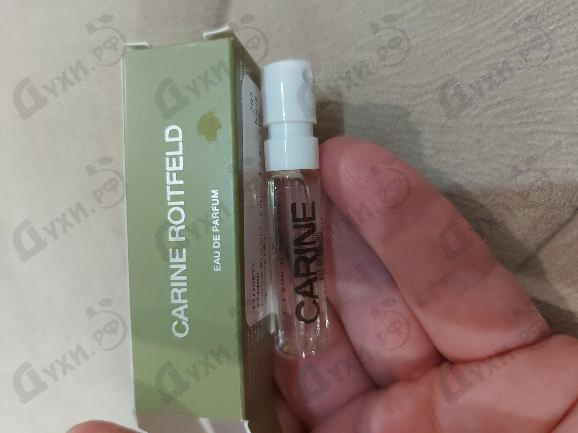 CARINE ROITFELD
EAU DE PARFUM
CARINE
Духи.рф